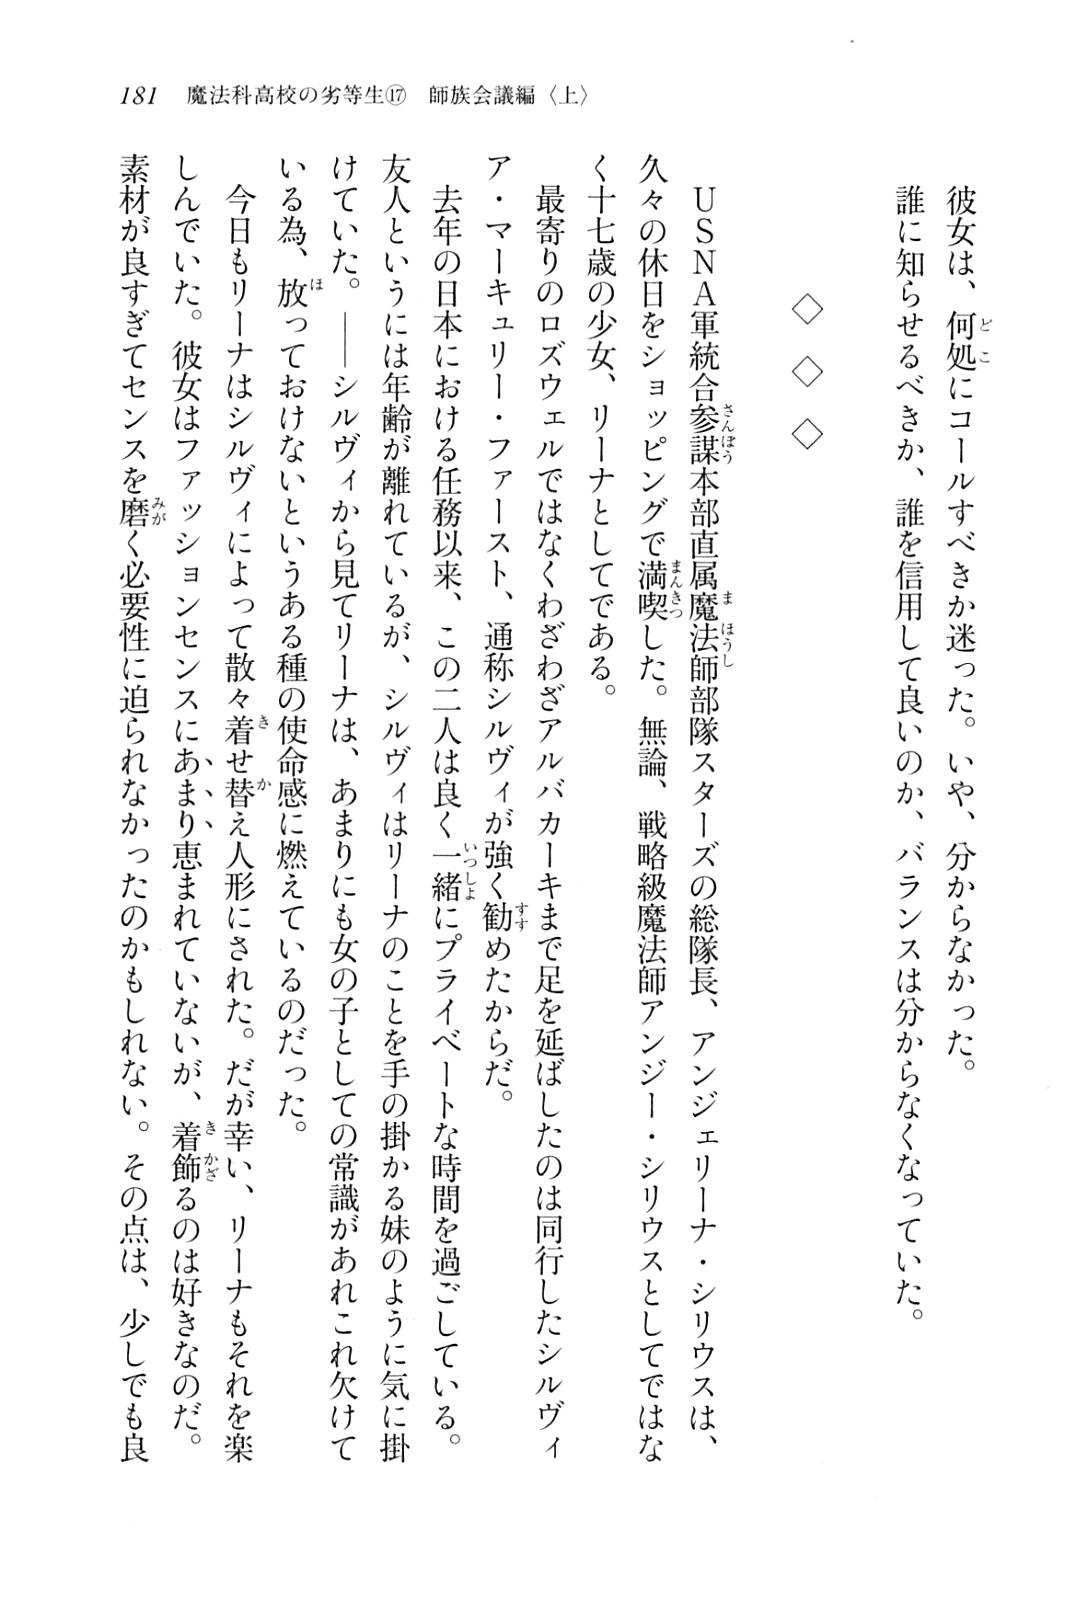 181　魔法科高校の劣等生⑰　師族会議編〈上〉
彼女は、何処にコールすべきか迷った。いや、分からなかった。
誰に知らせるべきか、誰を信用して良いのか、バランスは分からなくなっていた。
◇　◇　◇
ＵＳＮＡ軍統合参謀本部直属魔法師部隊スターズの総隊長、アンジェリーナ・シリウスは、
久々の休日をショッピングで満喫した。無論、戦略級魔法師アンジー・シリウスとしてではな
く十七歳の少女、リーナとしてである。
最寄りのロズウェルではなくわざわざアルバカーキまで足を延ばしたのは同行したシルヴィ
ア・マーキュリー・ファースト、通称シルヴィが強く勧めたからだ。
去年の日本における任務以来、この二人は良く一緒にプライベートな時間を過ごしている。
友人というには年齢が離れているが、シルヴィはリーナのことを手の掛かる妹のように気に掛
けていた。――シルヴィから見てリーナは、あまりにも女の子としての常識があれこれ欠けて
いる為、放っておけないというある種の使命感に燃えているのだった。
今日もリーナはシルヴィによって散々着せ替え人形にされた。だが幸い、リーナもそれを楽
しんでいた。彼女はファッションセンスにあまり恵まれていないが、着飾るのは好きなのだ。
素材が良すぎてセンスを磨く必要性に迫られなかったのかもしれない。その点は、少しでも良